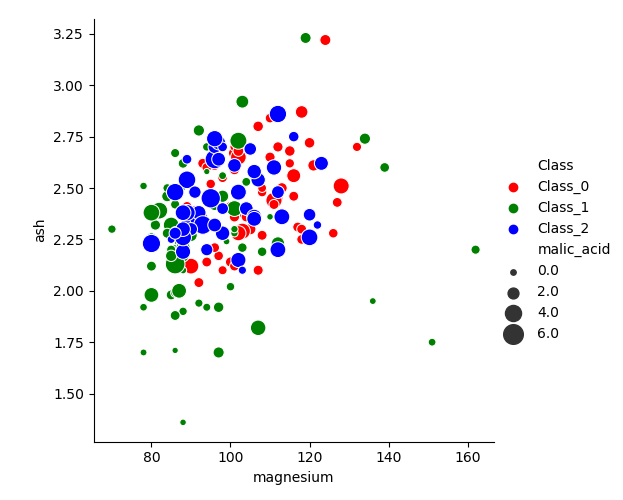 3.25
3.00
2.75
2.50
2.25
2.00
1.75
1.50
ash
80 100 120 140 160
magnesium
Class
Class_0
Class_1
Class_2
malic_acid
0.0
2.0
4.0
6.0